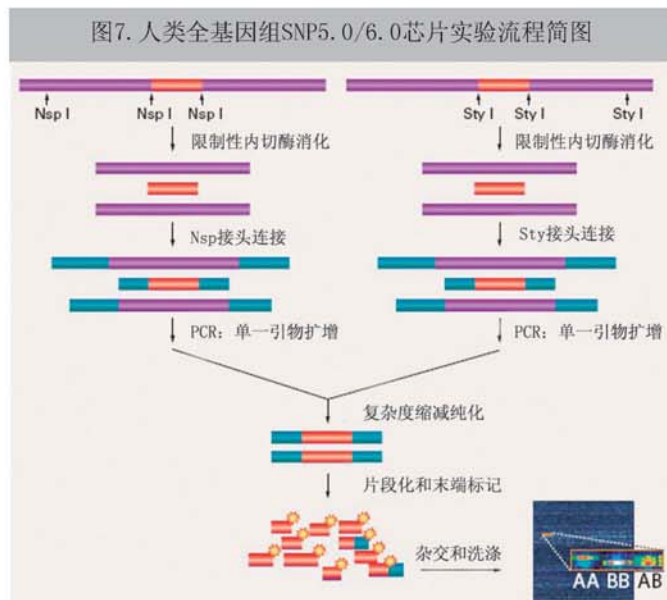 图7.人类全基因组SNP5.0/6.0芯片实验流程简图
Nsp I Nsp I Nsp I Sty I Sty I Sty I
限制性内切酶消化 限制性内切酶消化
Nsp接头连接 Sty接头连接
PCR: 单一引物扩增 PCR: 单一引物扩增
复杂度缩减纯化
片段化和末端标记
杂交和洗涤
AA BB AB